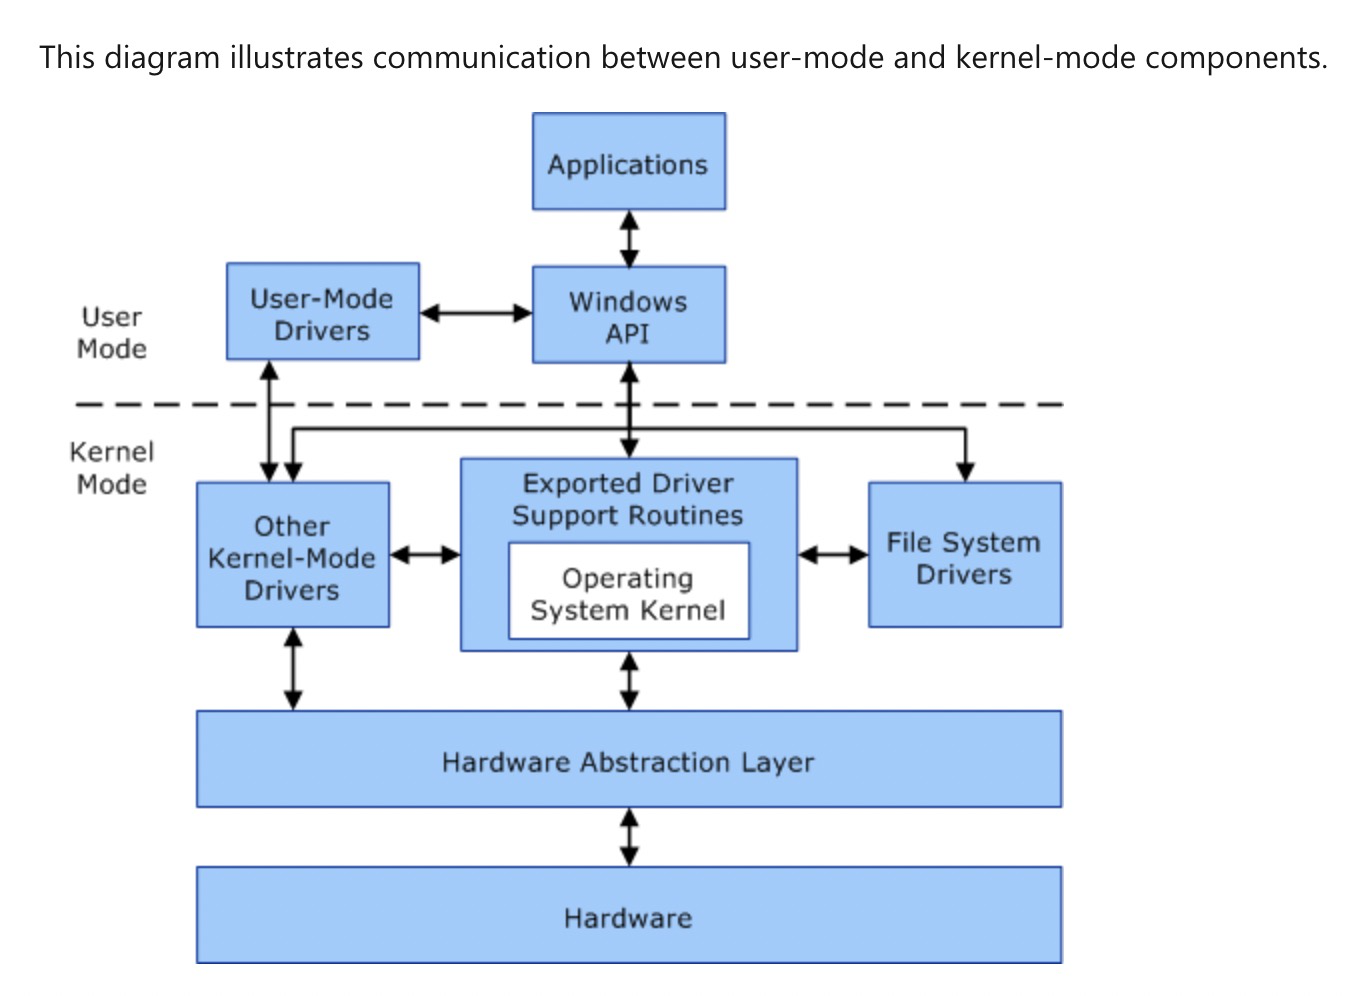 This diagram illustrates communication between user-mode and kernel-mode components.
Applications
User-Mode
Drivers
Windows
API
User
Mode
Kernel
Mode
Other
Kernel-Mode
Drivers
Exported Driver
Support Routines
Operating
System Kernel
File System
Drivers
Hardware Abstraction Layer
Hardware